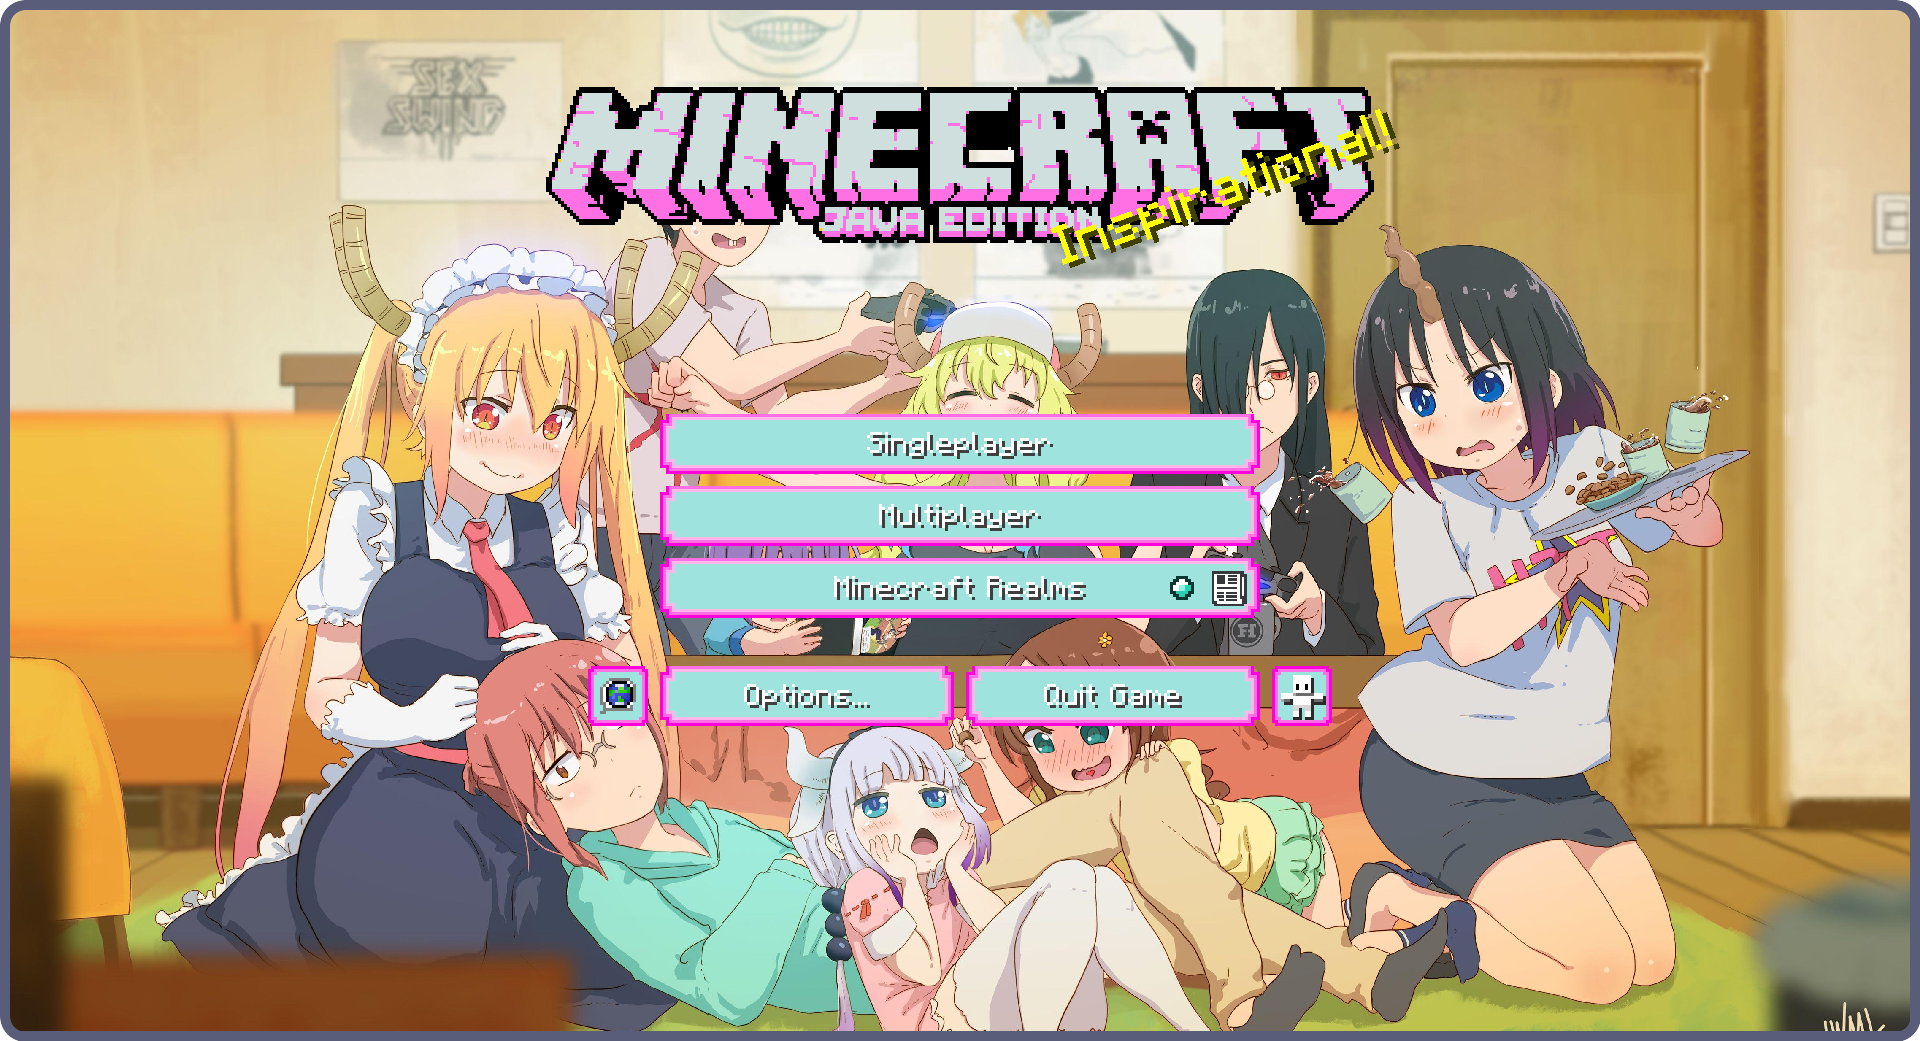 SEX
SWING
MINECRAFT
JAVA EDITION
Inspirational!
Singleplayer
Multiplayer
Minecraft Realms
Options...
Quit Game